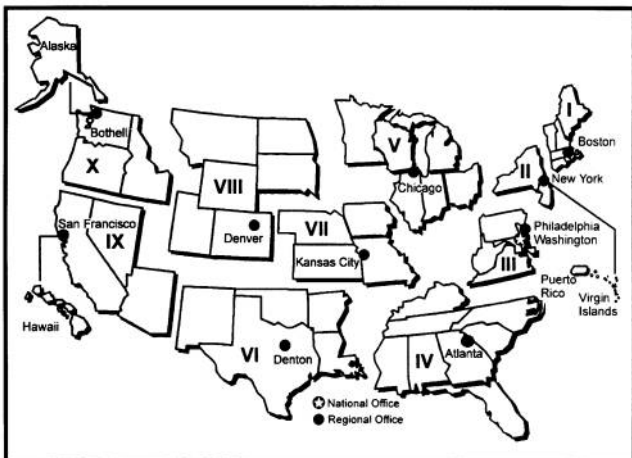 Alaska
I
Bothell
V
Boston
X
II
VIII
Chicago
New York
San Francisco
VII
Philadelphia
IX
Denver
Washington
Kansas City
III
Puerto
Rico
Virgin
Islands
Hawaii
VI
IV
Atlanta
Denton
National Office
Regional Office